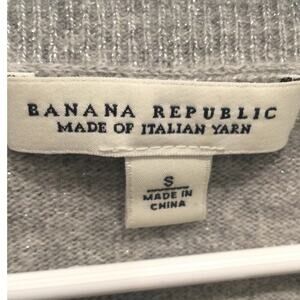 BANANA REPUBLIC
MADE OF ITALIAN YARN
S
MADE IN
CHINA